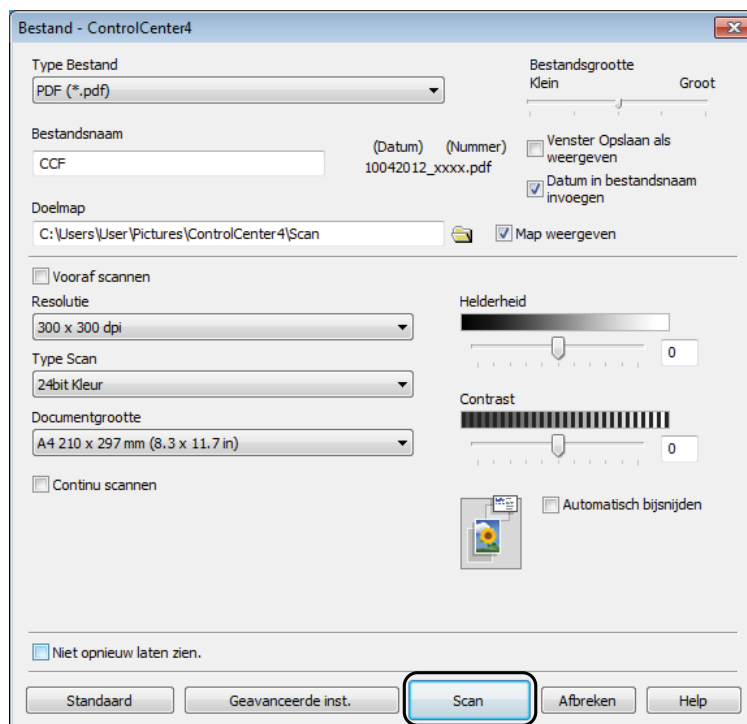 Bestand - ControlCenter4
Type Bestand
PDF (*.pdf)
Bestandsgrootte
Klein Groot
Bestandsnaam
CCF
(Datum) (Nummer)
10042012_xxxx.pdf
Venster Opslaan als
weergeven
Datum in bestandsnaam
invoegen
Doelmap
C:\Users\User\Pictures\ControlCenter4\Scan
Map weergeven
Vooraf scannen
Resolutie
300 x 300 dpi
Type Scan
24bit Kleur
Documentgrootte
A4 210 x 297 mm (8.3 x 11.7 in)
Continu scannen
Helderheid
0
Contrast
0
Automatisch bijsnijden
Niet opnieuw laten zien.
Standaard Geavanceerde inst. Scan Afbreken Help